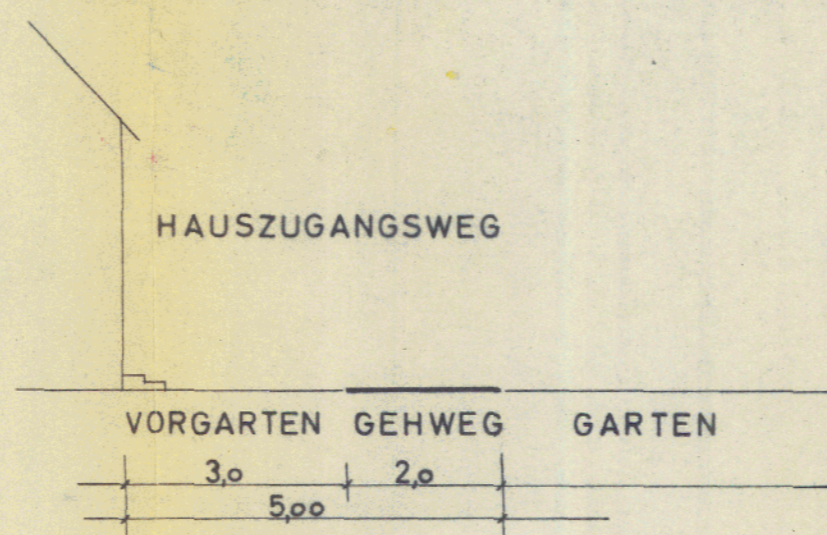 HAUSZUGANGSWEG
VORGARTEN GEHWEG GARTEN
3,0 2,0
5,00